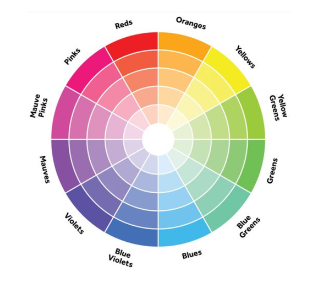 Reds
Oranges
Yellows
Yellow
Greens
Greens
Blue
Greens
Blues
Blue
Violets
Violets
Mauves
Mauve
Pinks
Pinks